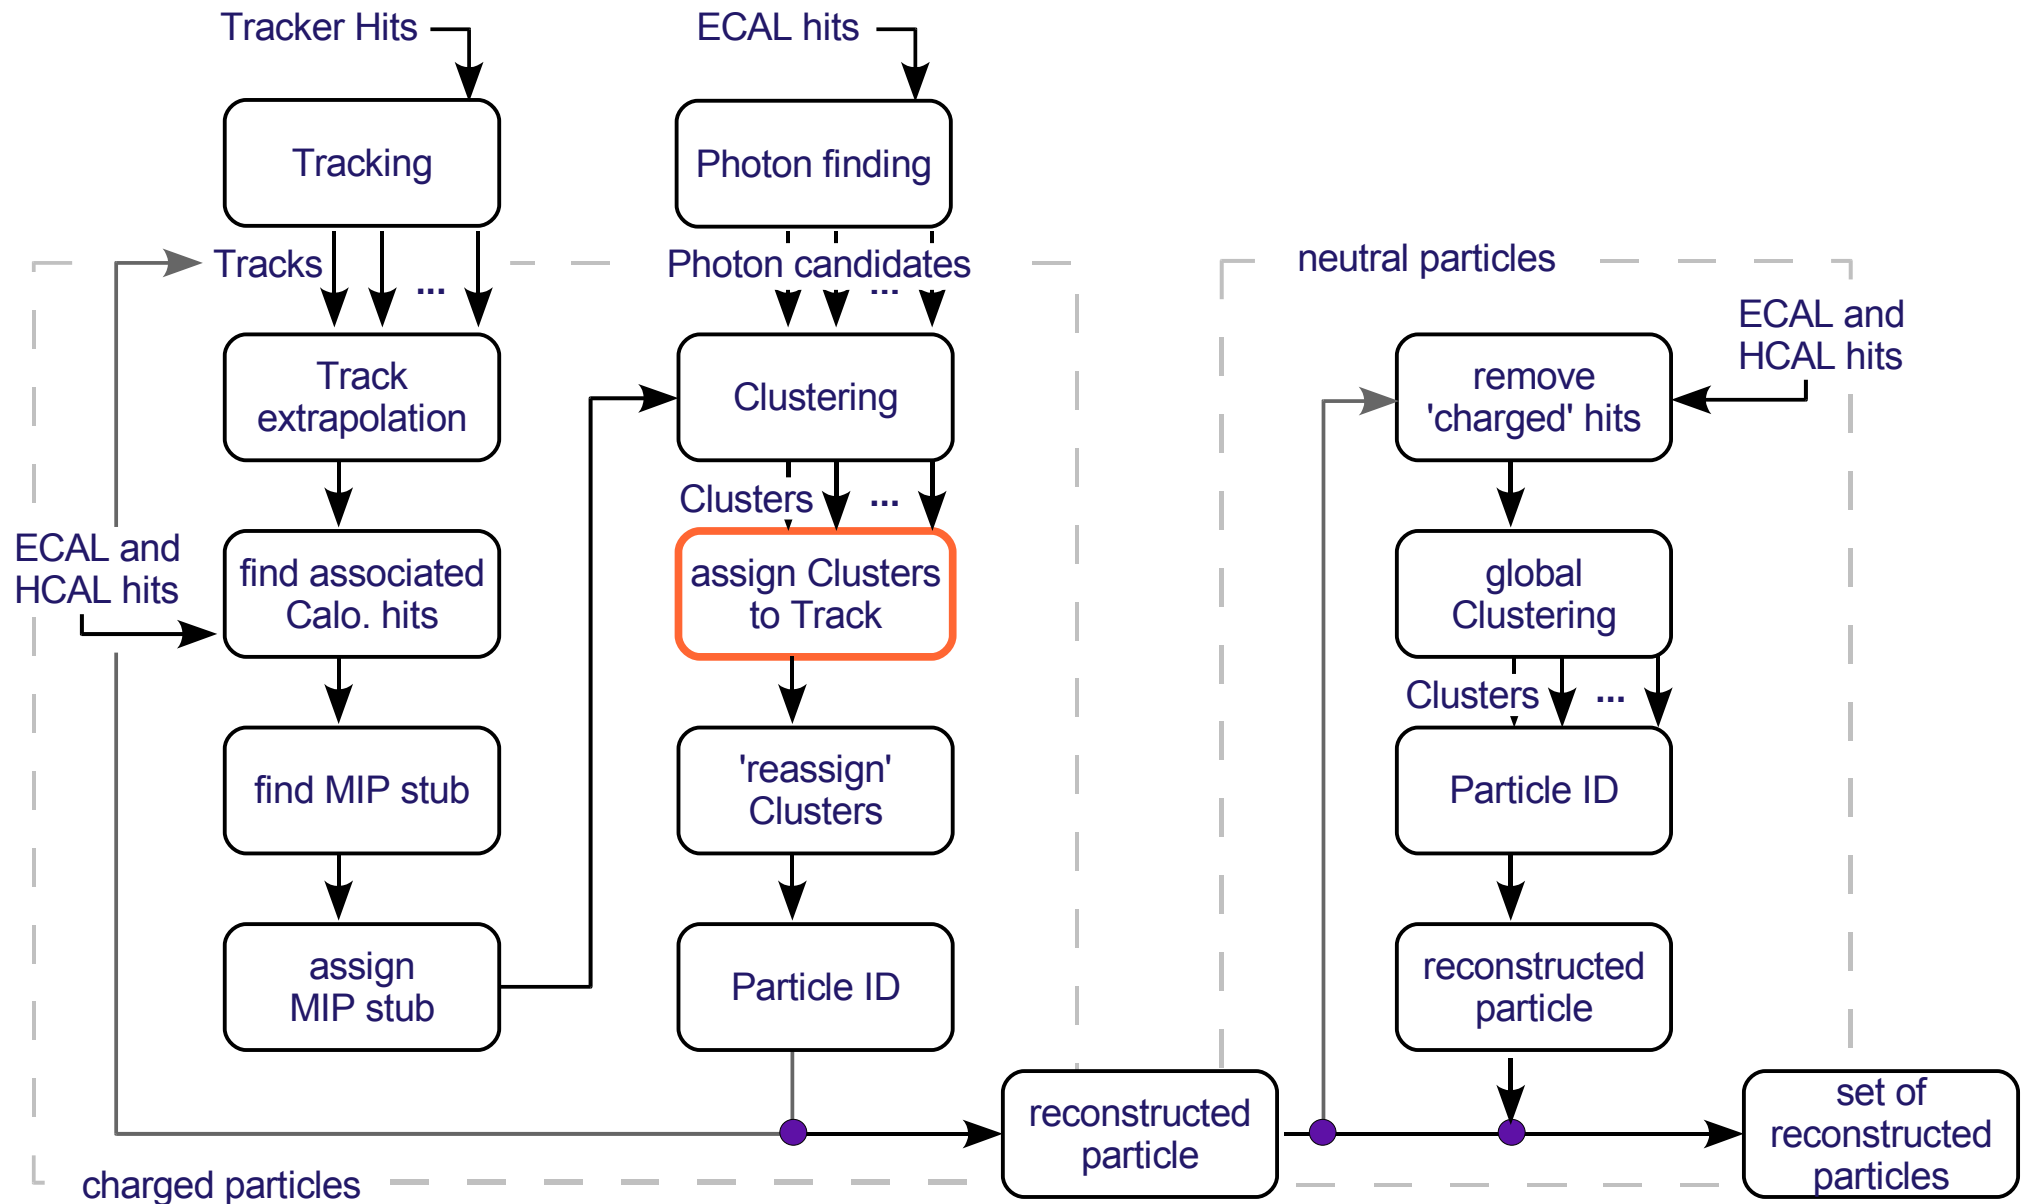 Tracker Hits
ECAL hits
Tracking
Photon finding
Tracks
...
Photon candidates
...
Track
extrapolation
Clustering
ECAL and
HCAL hits
find associated
Calo. hits
Clusters
...
assign Clusters
to Track
find MIP stub
'reassign'
Clusters
assign
MIP stub
Particle ID
charged particles
reconstructed
particle
neutral particles
ECAL and
HCAL hits
remove
'charged' hits
global
Clustering
Clusters
...
Particle ID
reconstructed
particle
set of
reconstructed
particles